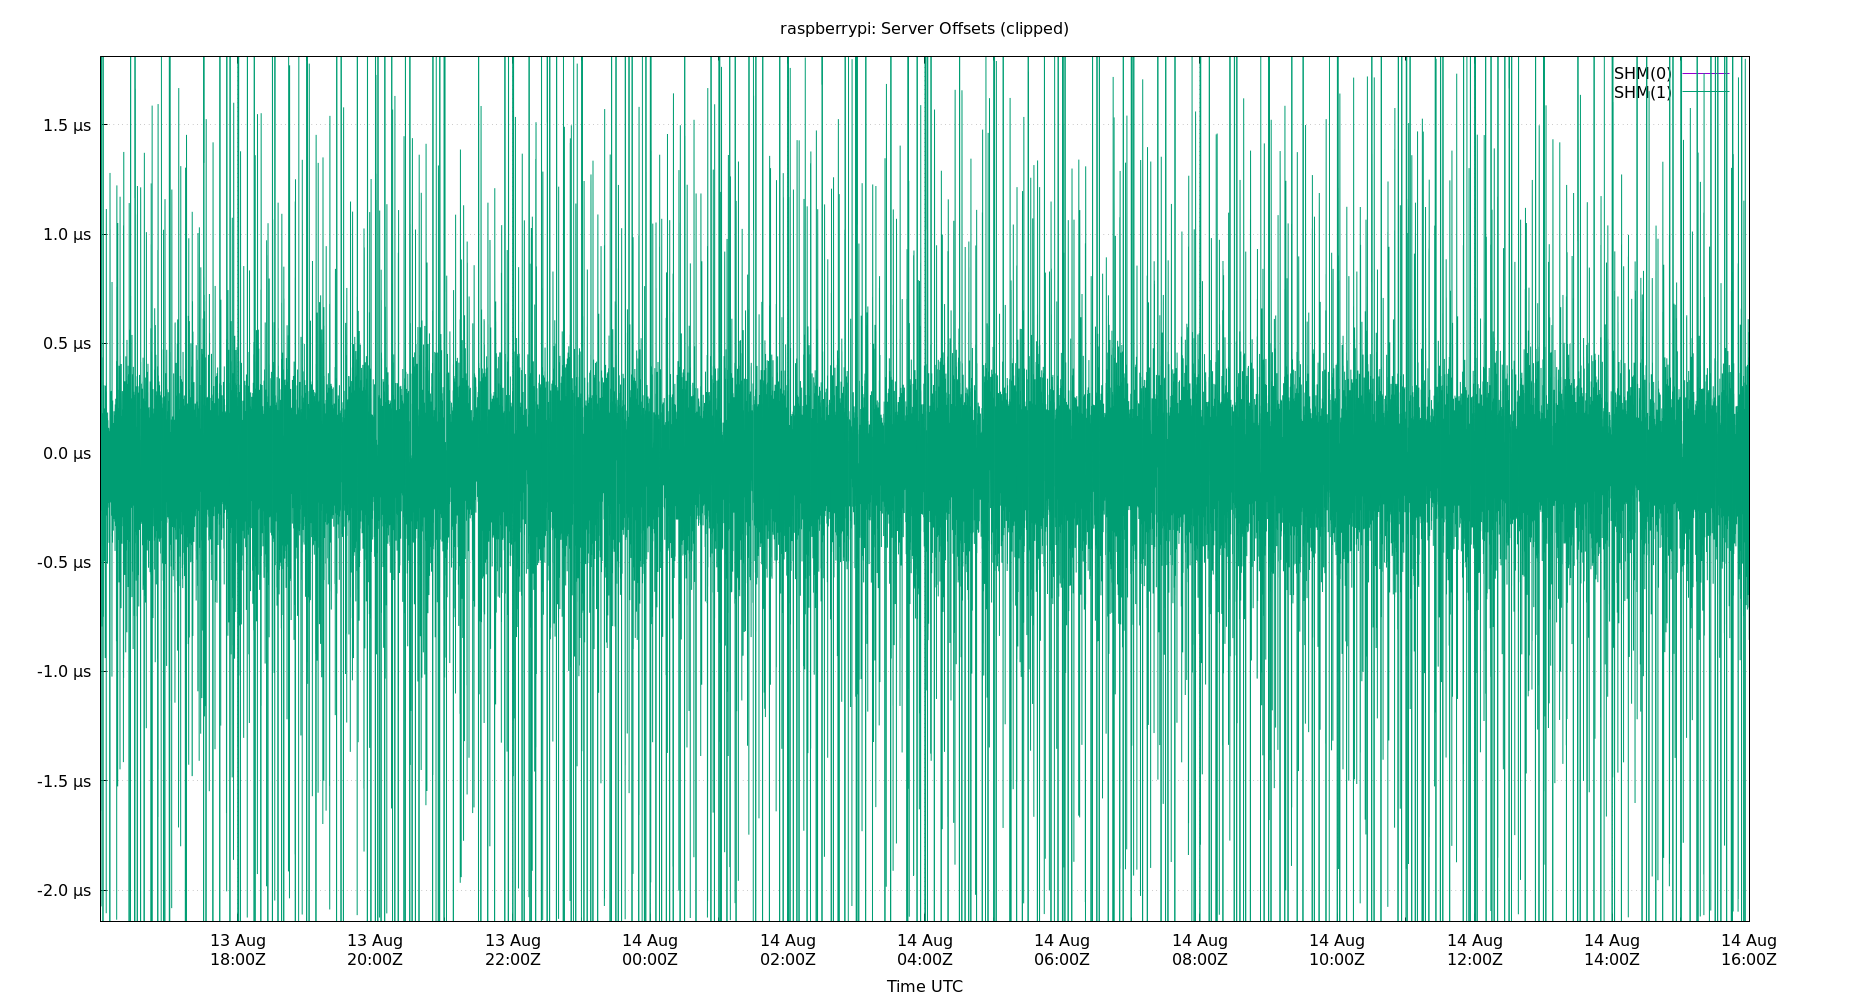 raspberrypi: Server Offsets (clipped)
SHM(0)
SHM(1)
1.5 µs
1.0 µs
0.5 µs
0.0 µs
-0.5 µs
-1.0 µs
-1.5 µs
-2.0 µs
13 Aug 13 Aug 13 Aug 14 Aug 14 Aug 14 Aug 14 Aug 14 Aug 14 Aug 14 Aug 14 Aug 14 Aug
18:00Z 20:00Z 22:00Z 00:00Z 02:00Z 04:00Z 06:00Z 08:00Z 10:00Z 12:00Z 14:00Z 16:00Z
Time UTC